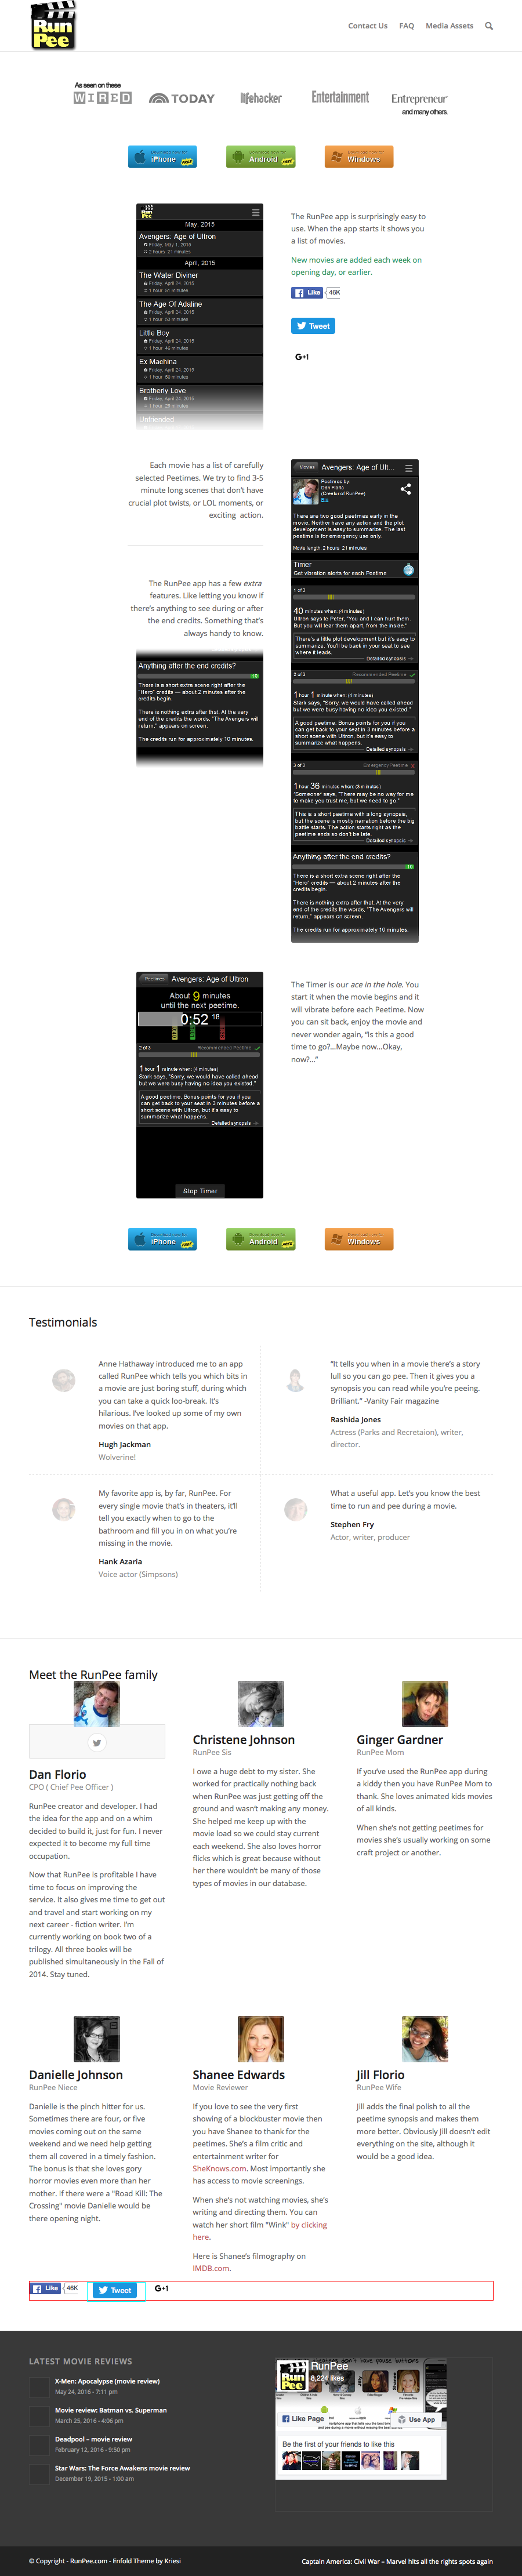 Run
Pee
Contact Us
FAQ
Media Assets
As seen on these
WIRED
TODAY
lifehacker
Entertainment
Entrepreneur
and many others.
iPhone
FREE
Android
FREE
Windows
Run
Pee
May, 2015
Avengers: Age of Ultron
Friday, May 1, 2015
2 hours 21 minutes
April, 2015
The Water Diviner
Friday, April 24, 2015
1 hour 51 minutes
The Age Of Adaline
Friday, April 24, 2015
1 hour 53 minutes
Little Boy
Friday, April 24, 2015
1 hour 46 minutes
Ex Machina
Friday, April 24, 2015
1 hour 50 minutes
Brotherly Love
Friday, April 24, 2015
1 hour 29 minutes
Unfriended
The RunPee app is surprisingly easy to
use. When the app starts it shows you
a list of movies.
New movies are added each week on
opening day, or earlier.
Like
46K
Tweet
G+1
Each movie has a list of carefully
selected Peetimes. We try to find 3-5
minute long scenes that don't have
crucial plot twists, or LOL moments, or
exciting action.
The RunPee app has a few extra
features. Like letting you know if
there's anything to see during or after
the end credits. Something that's
always handy to know.
Anything after the end credits?
There is a short extra scene right after the
"Hero" credits — about 2 minutes after the
credits begin.
There is nothing extra after that. At the very
end of the credits the words, "The Avengers will
return," appears on screen.
The credits run for approximately 10 minutes.
Movies
Avengers: Age of Ult...
Peetimes by:
Dan Florio
(Creator of RunPee)
Bio
There are two good peetimes early in the
movie. Neither have any action and the plot
development is easy to summarize. The last
peetime is for emergency use only.
Movie length: 2 hours 21 minutes
Timer
Get vibration alerts for each Peetime
1 of 3
40 minutes when: (4 minutes)
Ultron says to Peter, "You and I can hurt them.
But you will tear them apart, from the inside."
There's a little plot development but it's easy to
summarize. You'll be back in your seat to see
where it leads.
Detailed synopsis
2 of 3
Recommended Peetime
1 hour 1 minute when: (4 minutes)
Stark says, "Sorry, we would have called ahead
but we were busy having no idea you existed."
A good peetime. Bonus points for you if you
can get back to your seat in 3 minutes before a
short scene with Ultron, but it's easy to
summarize what happens.
Detailed synopsis
3 of 3
Emergency Peetime
1 hour 36 minutes when: (3 minutes)
"Someone" says, "There may be no way for me
to make you trust me, but we need to go."
This is a short peetime with a long synopsis,
but the scene is mostly narration before the big
battle starts. The action starts right as the
peetime ends so don't be late.
Detailed synopsis
Anything after the end credits?
There is a short extra scene right after the
"Hero" credits — about 2 minutes after the
credits begin.
There is nothing extra after that. At the very
end of the credits the words, "The Avengers will
return," appears on screen.
The credits run for approximately 10 minutes.
Peetimes
Avengers: Age of Ultron
About 9 minutes
until the next peetime.
0:52 18
2 of 3
Recommended Peetime
1 hour 1 minute when: (4 minutes)
Stark says, "Sorry, we would have called ahead
but we were busy having no idea you existed."
A good peetime. Bonus points for you if you
can get back to your seat in 3 minutes before a
short scene with Ultron, but it's easy to
summarize what happens.
Detailed synopsis
Stop Timer
The Timer is our ace in the hole. You
start it when the movie begins and it
will vibrate before each Peetime. Now
you can sit back, enjoy the movie and
never wonder again, "Is this a good
time to go?...Maybe now...Okay,
now?..."
iPhone
FREE
Android
FREE
Windows
Testimonials
Anne Hathaway introduced me to an app
called RunPee which tells you which bits in
a movie are just boring stuff, during which
you can take a quick loo-break. It's
hilarious. I've looked up some of my own
movies on that app.
Hugh Jackman
Wolverine!
"It tells you when in a movie there's a story
lull so you can go pee. Then it gives you a
synopsis you can read while you're peeing.
Brilliant." -Vanity Fair magazine
Rashida Jones
Actress (Parks and Recretaion), writer,
director.
My favorite app is, by far, RunPee. For
every single movie that's in theaters, it'll
tell you exactly when to go to the
bathroom and fill you in on what you're
missing in the movie.
Hank Azaria
Voice actor (Simpsons)
What a useful app. Let's you know the best
time to run and pee during a movie.
Stephen Fry
Actor, writer, producer
Meet the RunPee family
Dan Florio
CPO ( Chief Pee Officer )
RunPee creator and developer. I had
the idea for the app and on a whim
decided to build it, just for fun. I never
expected it to become my full time
occupation.
Now that RunPee is profitable I have
time to focus on improving the
service. It also gives me time to get out
and travel and start working on my
next career - fiction writer. I'm
currently working on book two of a
trilogy. All three books will be
published simultaneously in the Fall of
2014. Stay tuned.
Christene Johnson
RunPee Sis
I owe a huge debt to my sister. She
worked for practically nothing back
when RunPee was just getting off the
ground and wasn't making any money.
She helped me keep up with the
movie load so we could stay current
each weekend. She also loves horror
flicks which is great because without
her there wouldn't be many of those
types of movies in our database.
Ginger Gardner
RunPee Mom
If you've used the RunPee app during
a kiddy then you have RunPee Mom to
thank. She loves animated kids movies
of all kinds.
When she's not getting peetimes for
movies she's usually working on some
craft project or another.
Danielle Johnson
RunPee Niece
Danielle is the pinch hitter for us.
Sometimes there are four, or five
movies coming out on the same
weekend and we need help getting
them all covered in a timely fashion.
The bonus is that she loves gory
horror movies even more than her
mother. If there were a "Road Kill: The
Crossing" movie Danielle would be
there opening night.
Shanee Edwards
Movie Reviewer
If you love to see the very first
showing of a blockbuster movie then
you have Shanee to thank for the
peetimes. She's a film critic and
entertainment writer for
SheKnows.com. Most importantly she
has access to movie screenings.
When she's not watching movies, she's
writing and directing them. You can
watch her short film "Wink" by clicking
here.
Here is Shanee's filmography on
IMDB.com.
Jill Florio
RunPee Wife
Jill adds the final polish to all the
peetime synopsis and makes them
more better. Obviously Jill doesn't edit
everything on the site, although it
would be a good idea.
Like
46K
Tweet
G+1
LATEST MOVIE REVIEWS
X-Men: Apocalypse (movie review)
May 24, 2016 - 7:11 pm
Movie review: Batman vs. Superman
March 25, 2016 - 4:06 pm
Deadpool – movie review
February 12, 2016 - 9:50 pm
Star Wars: The Force Awakens movie review
December 19, 2015 - 1:00 am
Run
Pee
RunPee
8,224 likes
Like Page
Use App
Be the first of your friends to like this
© Copyright - RunPee.com - Enfold Theme by Kriesi
Captain America: Civil War – Marvel hits all the rights spots again